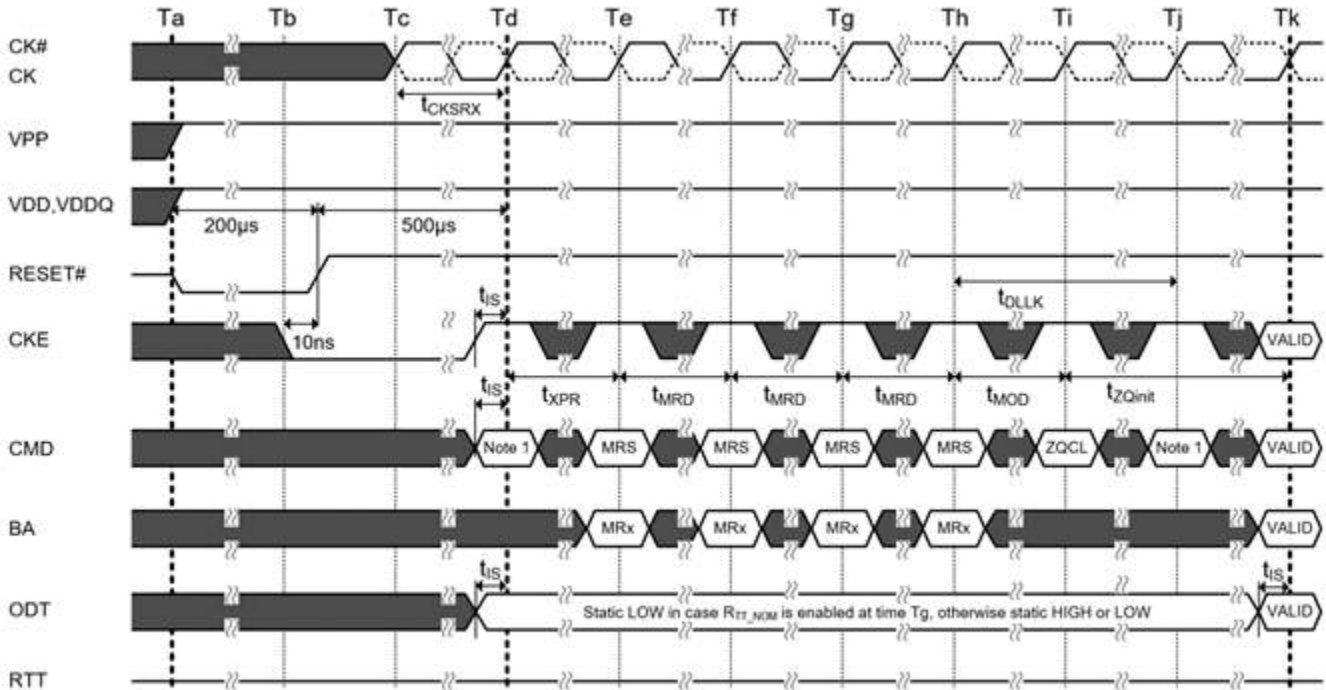 Ta Tb Tc Td Te Tf Tg Th Ti Tj Tk
CK#
CK
tCKSRX
VPP
VDD,VDDQ
200µs 500µs
RESET#
tIS tDLLK
CKE 10ns VALID
tIS tXPR tMRD tMRD tMRD tMOD tZQinit
CMD Note 1 MRS MRS MRS MRS ZQCL Note 1 VALID
BA MRx MRx MRx MRx VALID
tIS tIS
ODT Static LOW in case RTT_NOM is enabled at time Tg, otherwise static HIGH or LOW VALID
RTT